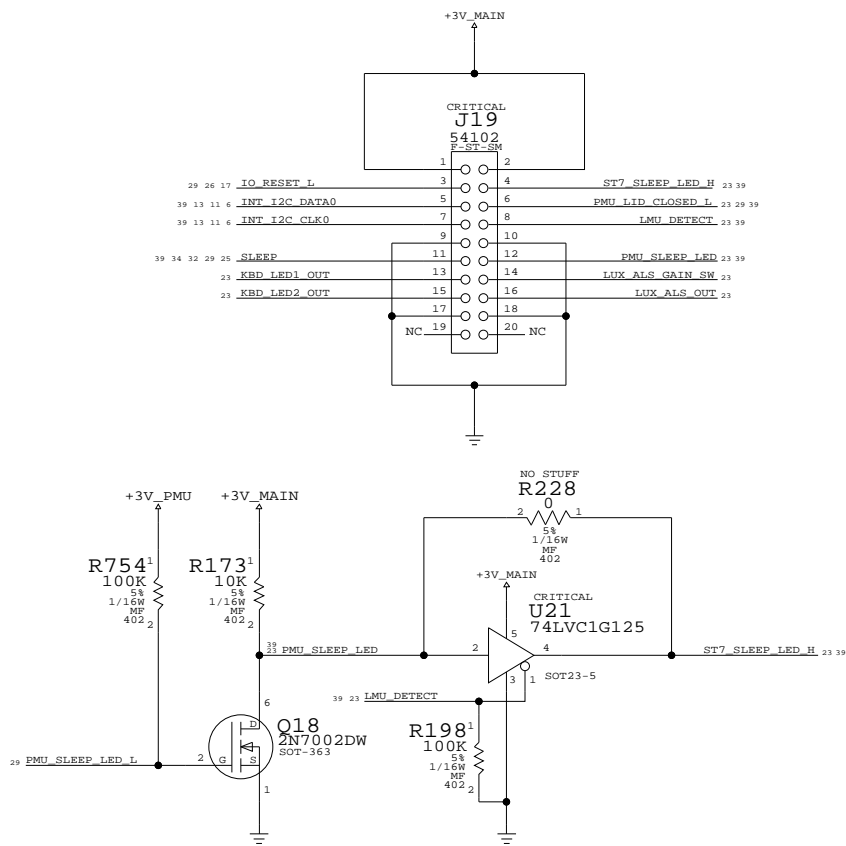 +3V_MAIN
CRITICAL
J19
54102
F-ST-SM
1 2
29 26 17 IO_RESET_L 3 4 ST7_SLEEP_LED_H 23 39
39 13 11 6 INT_I2C_DATA0 5 6 PMU_LID_CLOSED_L 23 29 39
39 13 11 6 INT_I2C_CLK0 7 8 LMU_DETECT 23 39
9 10
39 34 32 29 25 SLEEP 11 12 PMU_SLEEP_LED 23 39
23 KBD_LED1_OUT 13 14 LUX_ALS_GAIN_SW 23
23 KBD_LED2_OUT 15 16 LUX_ALS_OUT 23
17 18
NC 19 20 NC
NO STUFF
R228
0
2 1
5%
1/16W
MF
402
+3V_PMU
+3V_MAIN
R754 1
100K
5%
1/16W
MF
402 2
R173 1
10K
5%
1/16W
MF
402 2
+3V_MAIN
CRITICAL
U21
74LVC1G125
5
39
23 PMU_SLEEP_LED
2
4
ST7_SLEEP_LED_H 23 39
3 1 SOT23-5
39 23 LMU_DETECT
6
Q18
2N7002DW
SOT-363
D
G S
29 PMU_SLEEP_LED_L 2
1
R198 1
100K
5%
1/16W
MF
402 2